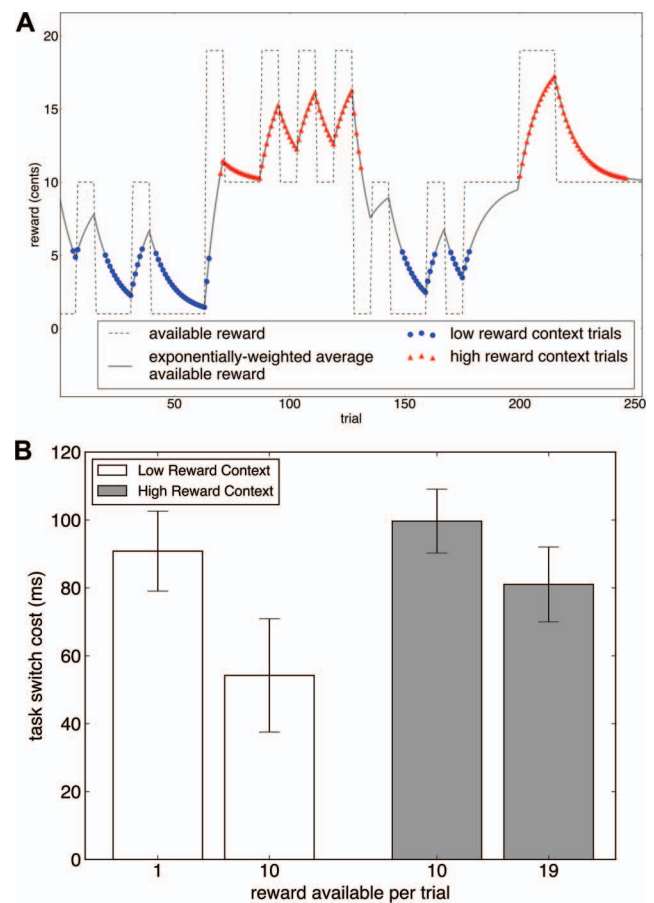 A
20
15
10
5
0
reward (cents)
available reward
exponentially-weighted average
available reward
low reward context trials
high reward context trials
50
100
150
200
250
trial
B
120
100
80
60
40
20
0
task switch cost (ms)
Low Reward Context
High Reward Context
1
10
10
19
reward available per trial